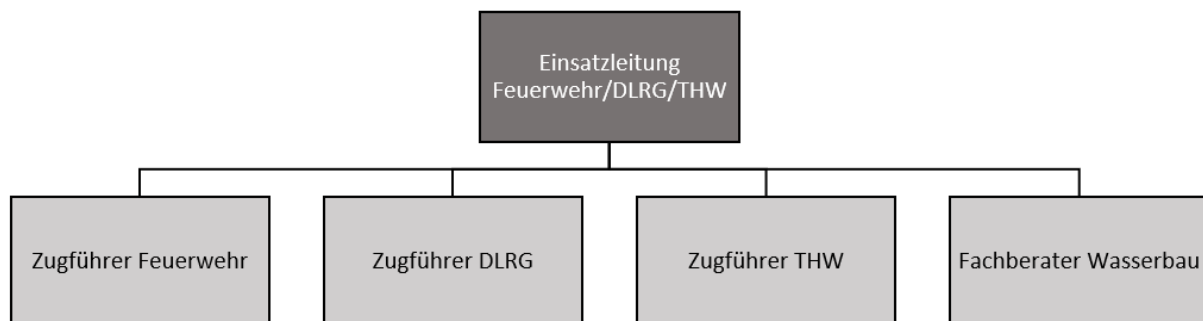 Einsatzleitung
Feuerwehr/DLRG/THW
Zugführer Feuerwehr
Zugführer DLRG
Zugführer THW
Fachberater Wasserbau